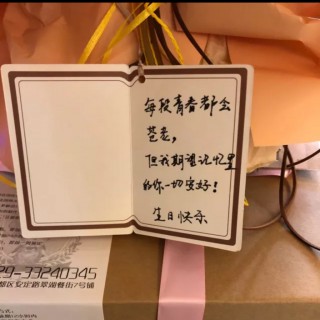 每段青春都会
苍老,
但我期望记忆里
的你一切安好!
生日快乐
29-33240345